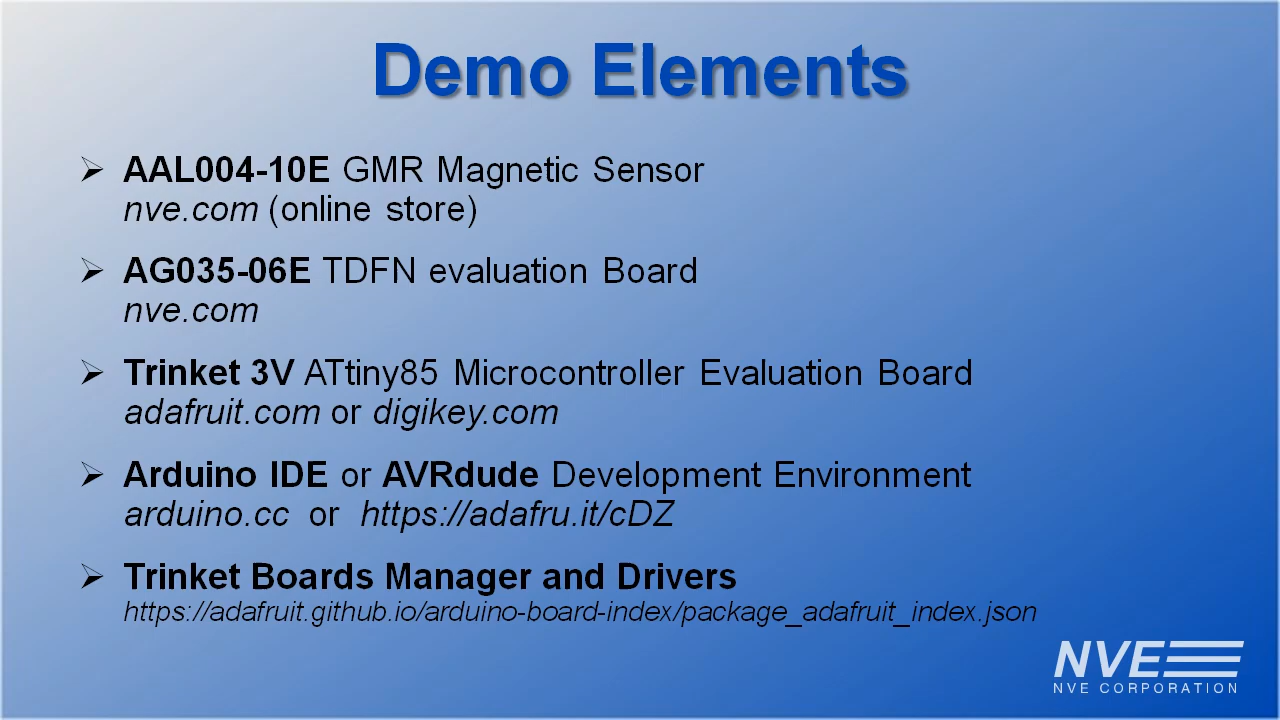 Demo Elements
AAL004-10E GMR Magnetic Sensor
nve.com (online store)
AG035-06E TDFN evaluation Board
nve.com
Trinket 3V ATtiny85 Microcontroller Evaluation Board
adafruit.com or digikey.com
Arduino IDE or AVRdude Development Environment
arduino.cc or https://adafru.it/cDZ
Trinket Boards Manager and Drivers
https://adafruit.github.io/arduino-board-index/package_adafruit_index.json
NVE
NVE CORPORATION